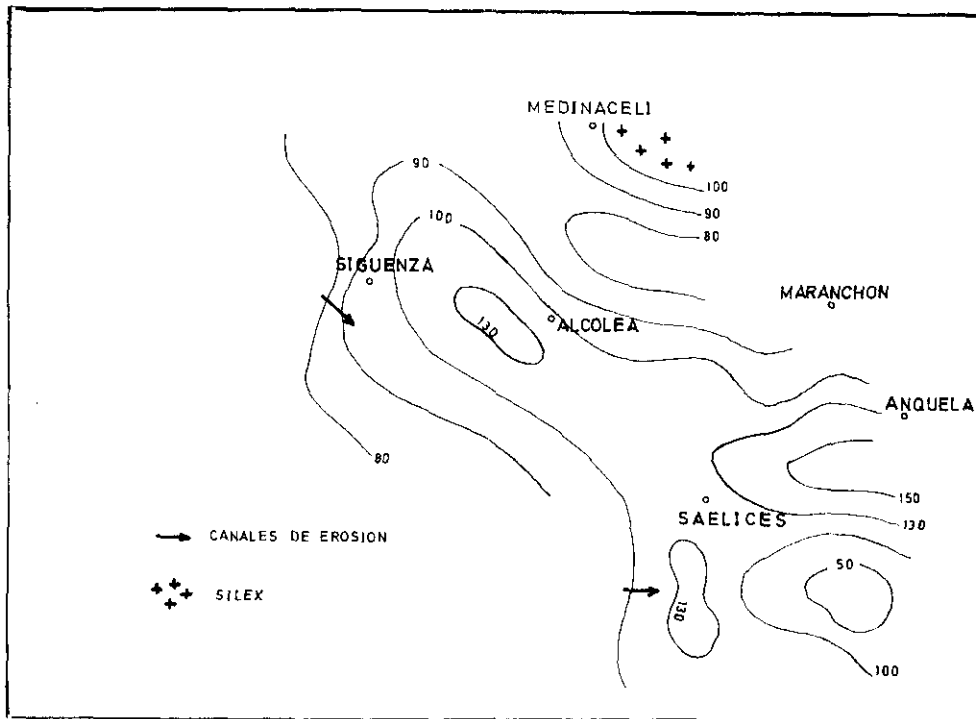 MEDINACELI
90
100
100
90
80
SIGUENZA
MARANCHON
130
ALCOLEA
ANQUELA
80
150
SAELICES
130
CANALES DE EROSION
50
SILEX
130
100